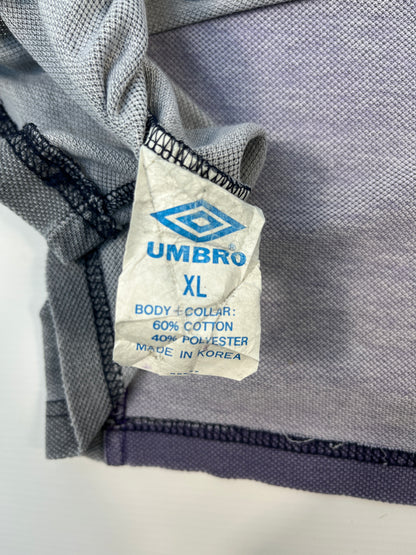 UMBRO®
XL
BODY + COLLAR:
60% COTTON
40% POLYESTER
MADE IN KOREA